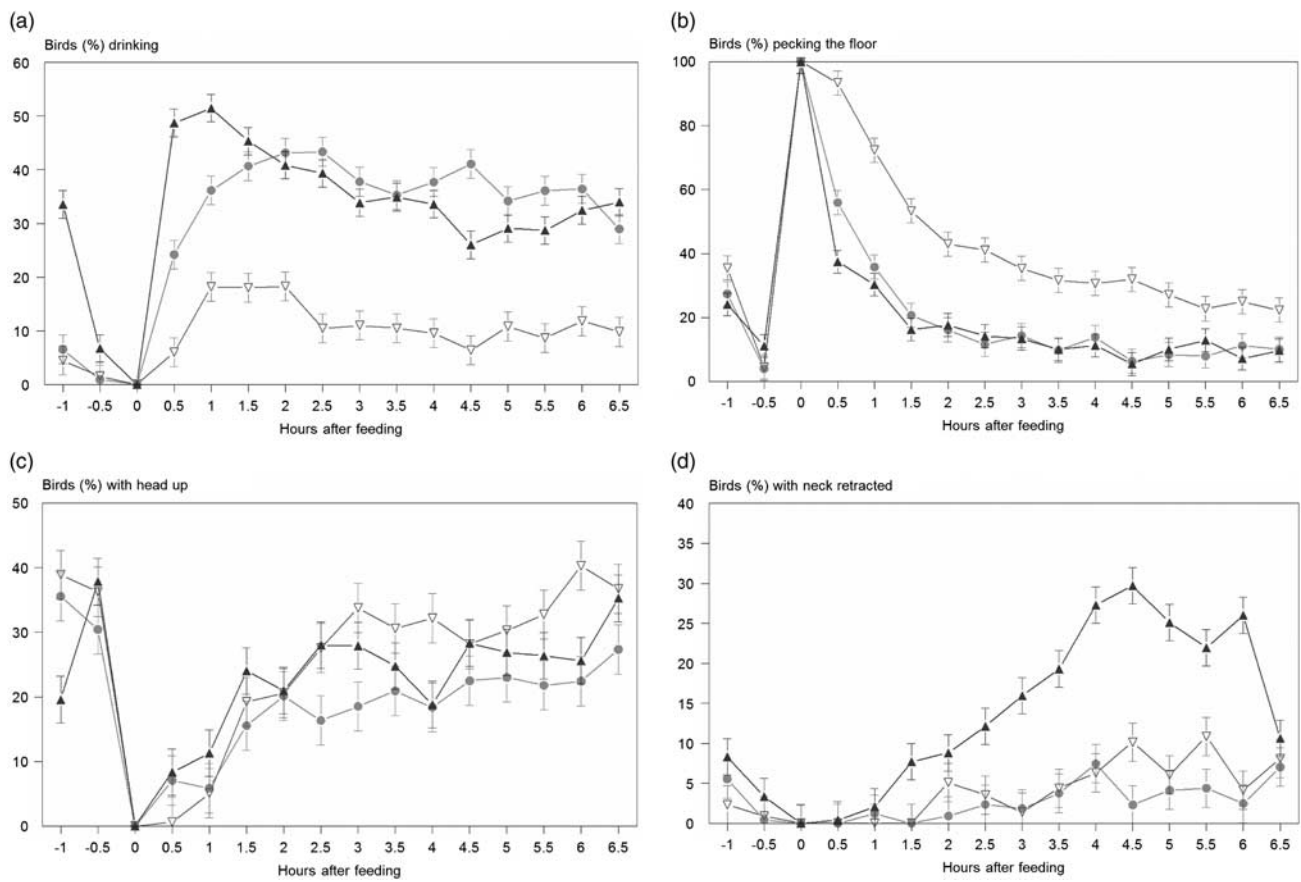 (a)
Birds (%) drinking
60
50
40
30
20
10
0
-1 -0.5 0 0.5 1 1.5 2 2.5 3 3.5 4 4.5 5 5.5 6 6.5
Hours after feeding
(b)
Birds (%) pecking the floor
100
80
60
40
20
0
-1 -0.5 0 0.5 1 1.5 2 2.5 3 3.5 4 4.5 5 5.5 6 6.5
Hours after feeding
(c)
Birds (%) with head up
50
40
30
20
10
0
-1 -0.5 0 0.5 1 1.5 2 2.5 3 3.5 4 4.5 5 5.5 6 6.5
Hours after feeding
(d)
Birds (%) with neck retracted
40
35
30
25
20
15
10
5
0
-1 -0.5 0 0.5 1 1.5 2 2.5 3 3.5 4 4.5 5 5.5 6 6.5
Hours after feeding